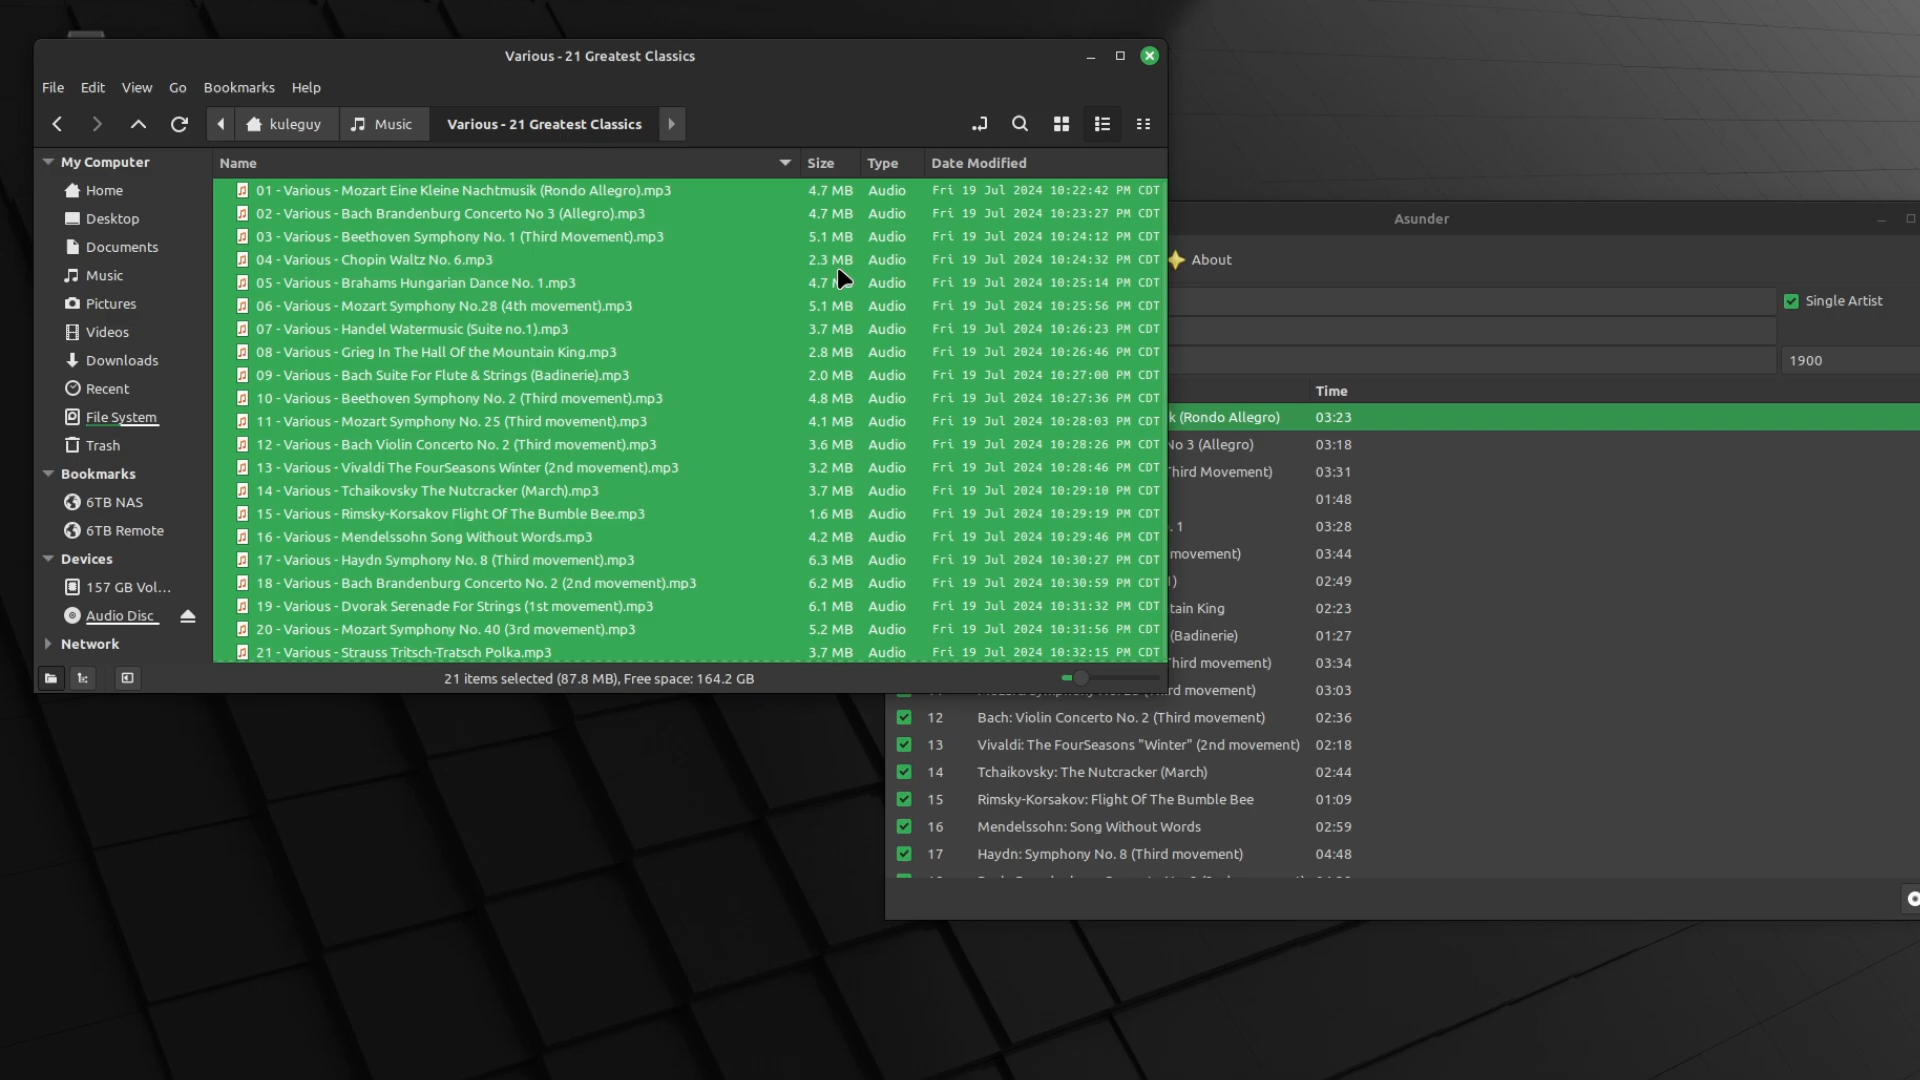 Various - 21 Greatest Classics
File Edit View Go Bookmarks Help
kuleguy Music Various - 21 Greatest Classics
My Computer
Home
Desktop
Documents
Music
Pictures
Videos
Downloads
Recent
File System
Trash
Bookmarks
6TB NAS
6TB Remote
Devices
157 GB Vol...
Audio Disc
Network
Name Size Type Date Modified
01 - Various - Mozart Eine Kleine Nachtmusik (Rondo Allegro).mp3 4.7 MB Audio Fri 19 Jul 2024 10:22:42 PM CDT
02 - Various - Bach Brandenburg Concerto No 3 (Allegro).mp3 4.7 MB Audio Fri 19 Jul 2024 10:23:27 PM CDT
03 - Various - Beethoven Symphony No. 1 (Third Movement).mp3 5.1 MB Audio Fri 19 Jul 2024 10:24:12 PM CDT
04 - Various - Chopin Waltz No. 6.mp3 2.3 MB Audio Fri 19 Jul 2024 10:24:32 PM CDT
05 - Various - Brahams Hungarian Dance No. 1.mp3 4.7 Audio Fri 19 Jul 2024 10:25:14 PM CDT
06 - Various - Mozart Symphony No.28 (4th movement).mp3 5.1 MB Audio Fri 19 Jul 2024 10:25:56 PM CDT
07 - Various - Handel Watermusic (Suite no.1).mp3 3.7 MB Audio Fri 19 Jul 2024 10:26:23 PM CDT
08 - Various - Grieg In The Hall Of the Mountain King.mp3 2.8 MB Audio Fri 19 Jul 2024 10:26:46 PM CDT
09 - Various - Bach Suite For Flute & Strings (Badinerie).mp3 2.0 MB Audio Fri 19 Jul 2024 10:27:00 PM CDT
10 - Various - Beethoven Symphony No. 2 (Third movement).mp3 4.8 MB Audio Fri 19 Jul 2024 10:27:36 PM CDT
11 - Various - Mozart Symphony No. 25 (Third movement).mp3 4.1 MB Audio Fri 19 Jul 2024 10:28:03 PM CDT
12 - Various - Bach Violin Concerto No. 2 (Third movement).mp3 3.6 MB Audio Fri 19 Jul 2024 10:28:26 PM CDT
13 - Various - Vivaldi The FourSeasons Winter (2nd movement).mp3 3.2 MB Audio Fri 19 Jul 2024 10:28:46 PM CDT
14 - Various - Tchaikovsky The Nutcracker (March).mp3 3.7 MB Audio Fri 19 Jul 2024 10:29:10 PM CDT
15 - Various - Rimsky-Korsakov Flight Of The Bumble Bee.mp3 1.6 MB Audio Fri 19 Jul 2024 10:29:19 PM CDT
16 - Various - Mendelssohn Song Without Words.mp3 4.2 MB Audio Fri 19 Jul 2024 10:29:46 PM CDT
17 - Various - Haydn Symphony No. 8 (Third movement).mp3 6.3 MB Audio Fri 19 Jul 2024 10:30:27 PM CDT
18 - Various - Bach Brandenburg Concerto No. 2 (2nd movement).mp3 6.2 MB Audio Fri 19 Jul 2024 10:30:59 PM CDT
19 - Various - Dvorak Serenade For Strings (1st movement).mp3 6.1 MB Audio Fri 19 Jul 2024 10:31:32 PM CDT
20 - Various - Mozart Symphony No. 40 (3rd movement).mp3 5.2 MB Audio Fri 19 Jul 2024 10:31:56 PM CDT
21 - Various - Strauss Tritsch-Tratsch Polka.mp3 3.7 MB Audio Fri 19 Jul 2024 10:32:15 PM CDT
21 items selected (87.8 MB), Free space: 164.2 GB
Asunder
About
Single Artist
1900
Time
k (Rondo Allegro) 03:23
No 3 (Allegro) 03:18
Third Movement) 03:31
01:48
. 1 03:28
movement) 03:44
) 02:49
tain King 02:23
(Badinerie) 01:27
Third movement) 03:34
rd movement) 03:03
12 Bach: Violin Concerto No. 2 (Third movement) 02:36
13 Vivaldi: The FourSeasons "Winter" (2nd movement) 02:18
14 Tchaikovsky: The Nutcracker (March) 02:44
15 Rimsky-Korsakov: Flight Of The Bumble Bee 01:09
16 Mendelssohn: Song Without Words 02:59
17 Haydn: Symphony No. 8 (Third movement) 04:48